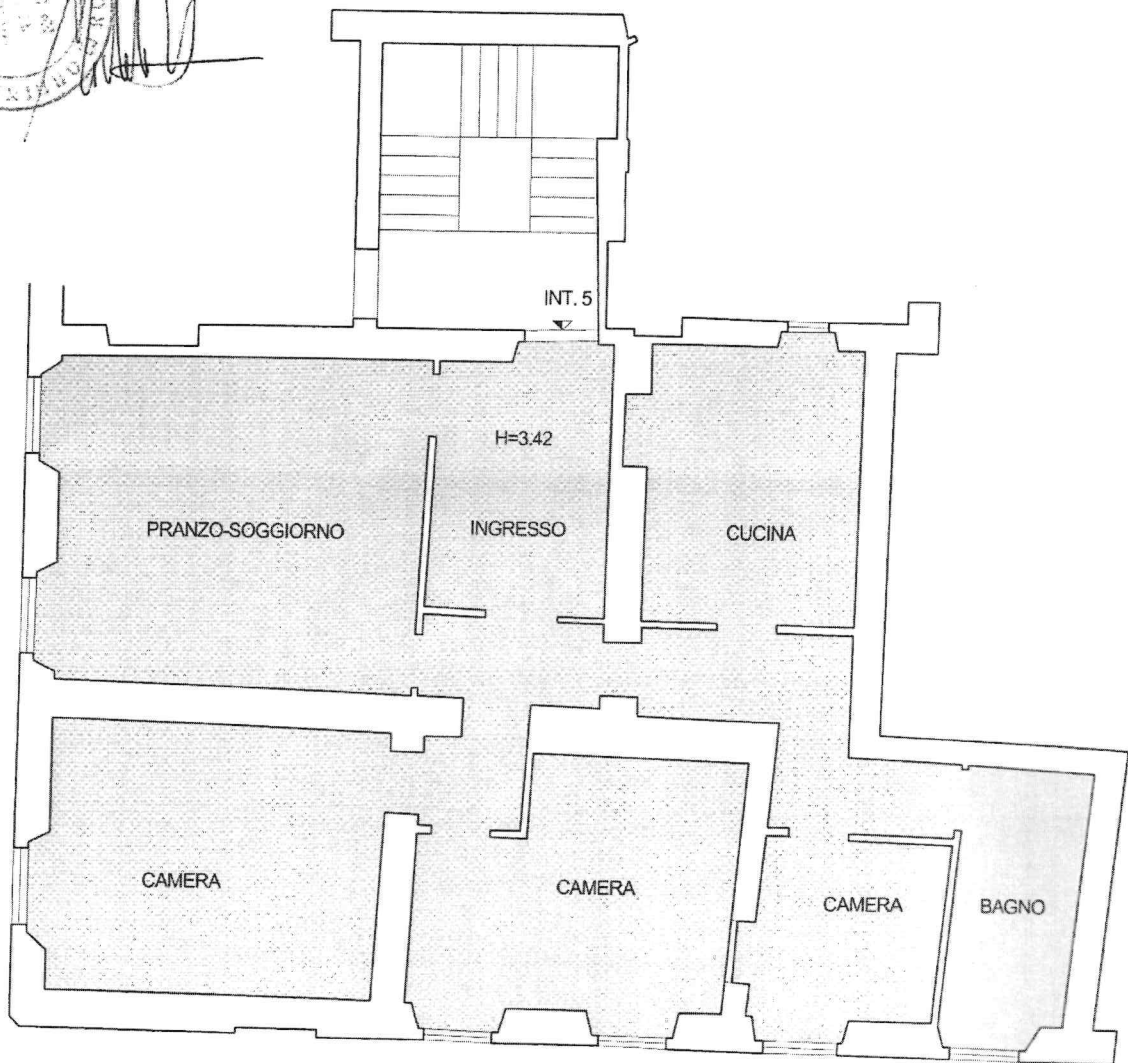 INT. 5
H=3.42
PRANZO-SOGGIORNO
INGRESSO
CUCINA
CAMERA
CAMERA
CAMERA
BAGNO